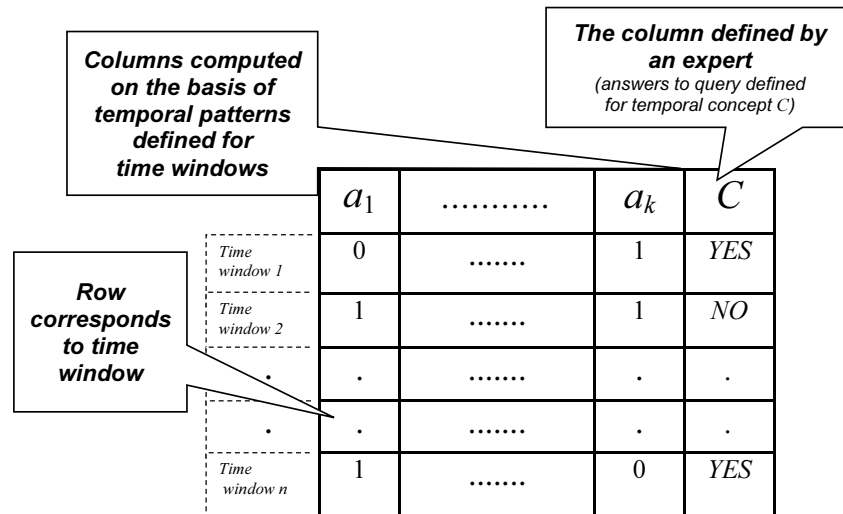 Columns computed
on the basis of
temporal patterns
defined for
time windows
The column defined by
an expert
(answers to query defined
for temporal concept C)
a1 ........... ak C
Time
window 1
0 ....... 1 YES
Row
corresponds
to time
window
Time
window 2
1 ....... 1 NO
. . ....... . .
. . ....... . .
Time
window n
1 ....... 0 YES